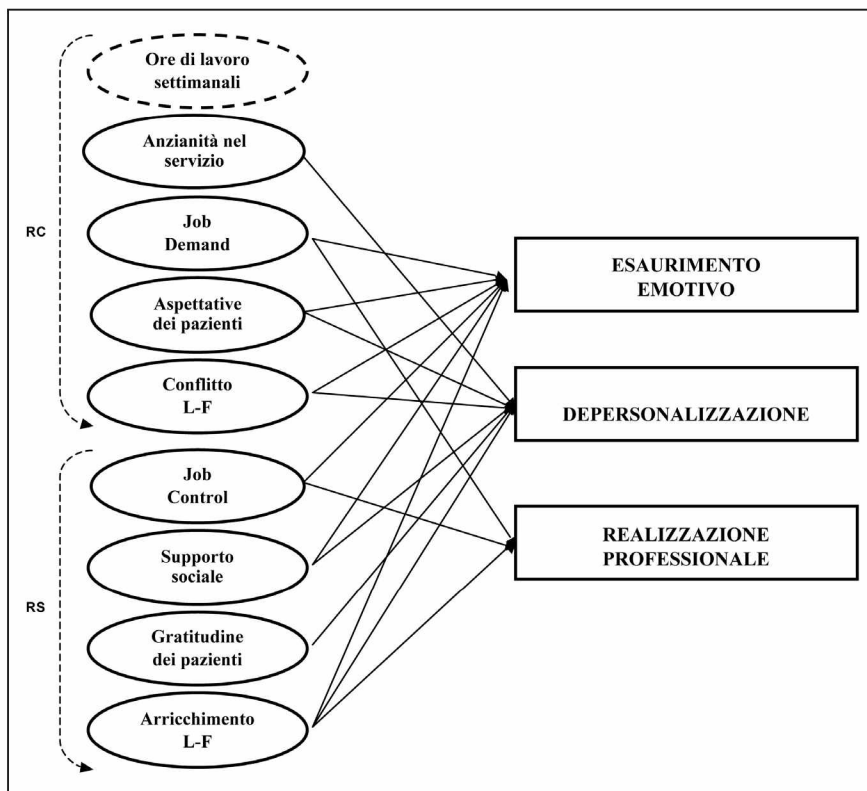 Ore di lavoro
settimanali
Anzianità nel
servizio
RC
Job
Demand
Aspettative
dei pazienti
Conflitto
L-F
Job
Control
Supporto
sociale
RS
Gratitudine
dei pazienti
Arricchimento
L-F
ESAURIMENTO
EMOTIVO
DEPERSONALIZZAZIONE
REALIZZAZIONE
PROFESSIONALE